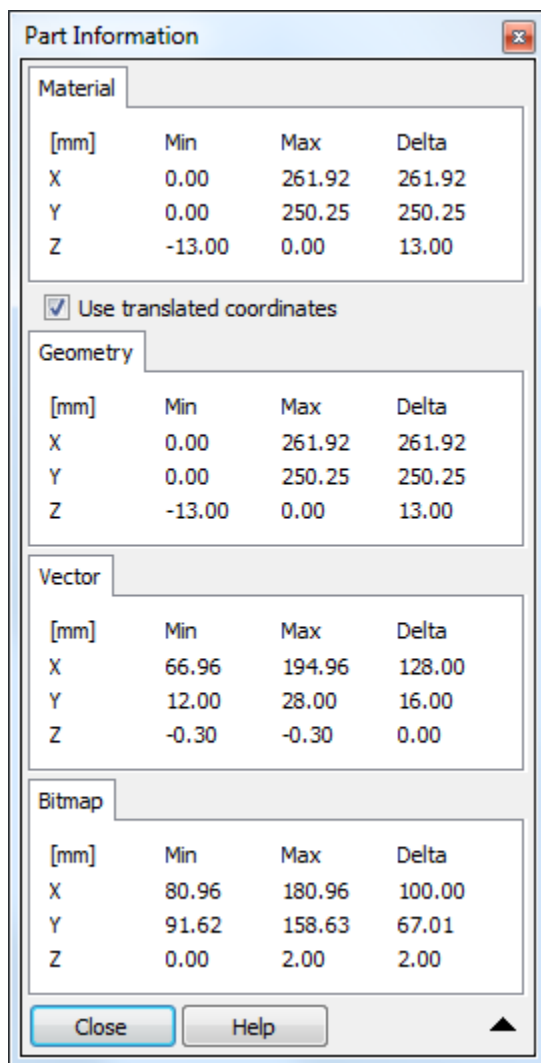 Part Information
Material
[mm] Min Max Delta
X 0.00 261.92 261.92
Y 0.00 250.25 250.25
Z -13.00 0.00 13.00
Use translated coordinates
Geometry
[mm] Min Max Delta
X 0.00 261.92 261.92
Y 0.00 250.25 250.25
Z -13.00 0.00 13.00
Vector
[mm] Min Max Delta
X 66.96 194.96 128.00
Y 12.00 28.00 16.00
Z -0.30 -0.30 0.00
Bitmap
[mm] Min Max Delta
X 80.96 180.96 100.00
Y 91.62 158.63 67.01
Z 0.00 2.00 2.00
Close Help